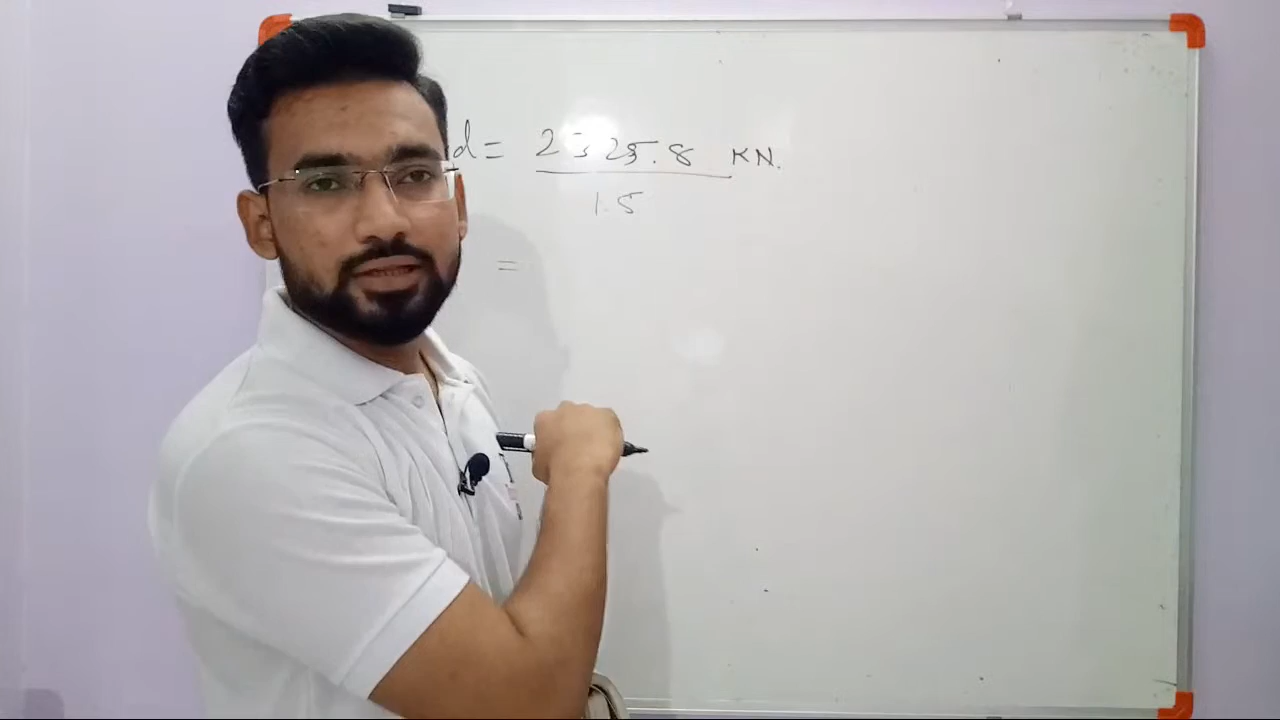 d = 2325.8 KN.
1.5
=